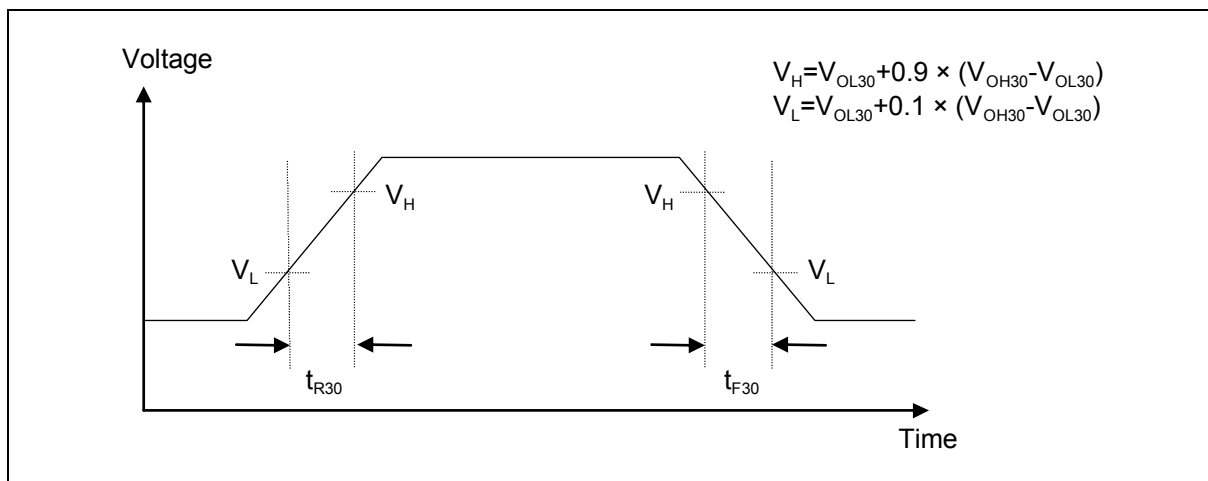 Voltage
V_H=V_OL30+0.9 × (V_OH30-V_OL30)
V_L=V_OL30+0.1 × (V_OH30-V_OL30)
V_H
V_H
V_L
V_L
t_R30
t_F30
Time